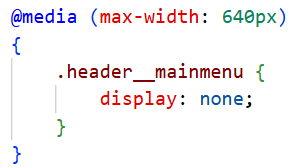 @media (max-width: 640px)
{
    .header__mainmenu {
        display: none;
    }
}